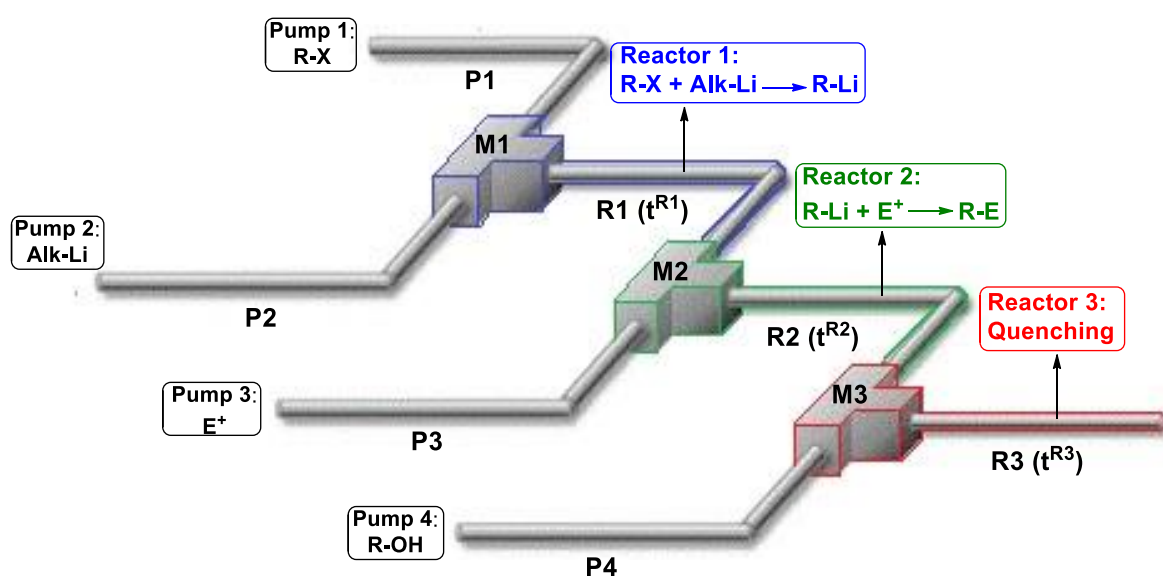 Pump 1:
R-X
P1
Reactor 1:
R-X + Alk-Li ⟶ R-Li
M1
R1 (t^R1)
Pump 2:
Alk-Li
P2
Reactor 2:
R-Li + E⁺ ⟶ R-E
M2
R2 (t^R2)
Pump 3:
E⁺
P3
Reactor 3:
Quenching
M3
R3 (t^R3)
Pump 4:
R-OH
P4